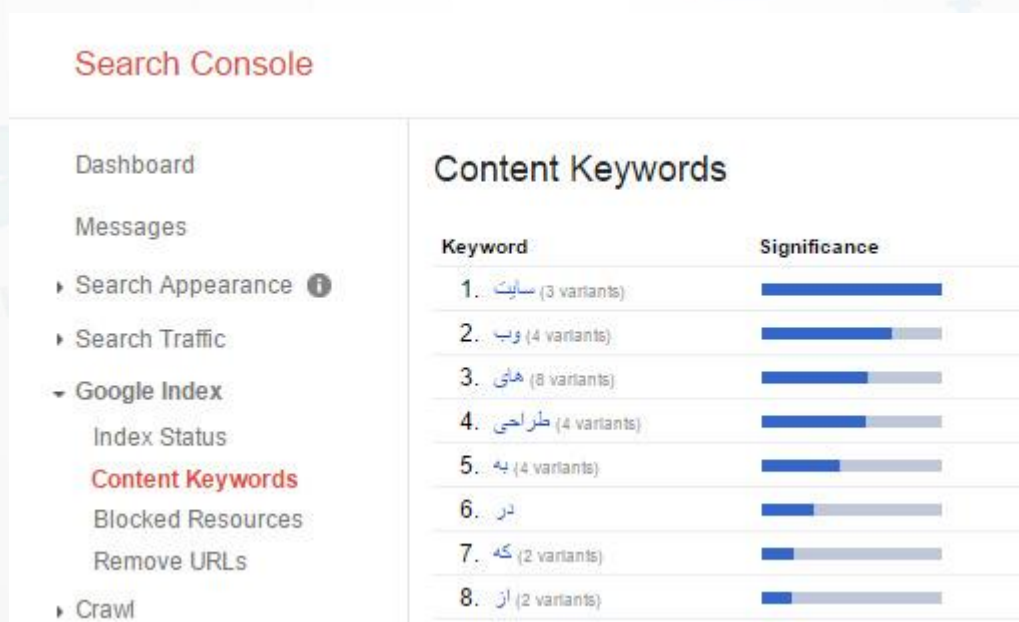 Search Console
Dashboard
Messages
Search Appearance
Search Traffic
Google Index
Index Status
Content Keywords
Blocked Resources
Remove URLs
Crawl
Content Keywords
Keyword Significance
1. سایت (3 variants)
2. وب (4 variants)
3. های (8 variants)
4. طراحی (4 variants)
5. به (4 variants)
6. در
7. که (2 variants)
8. از (2 variants)